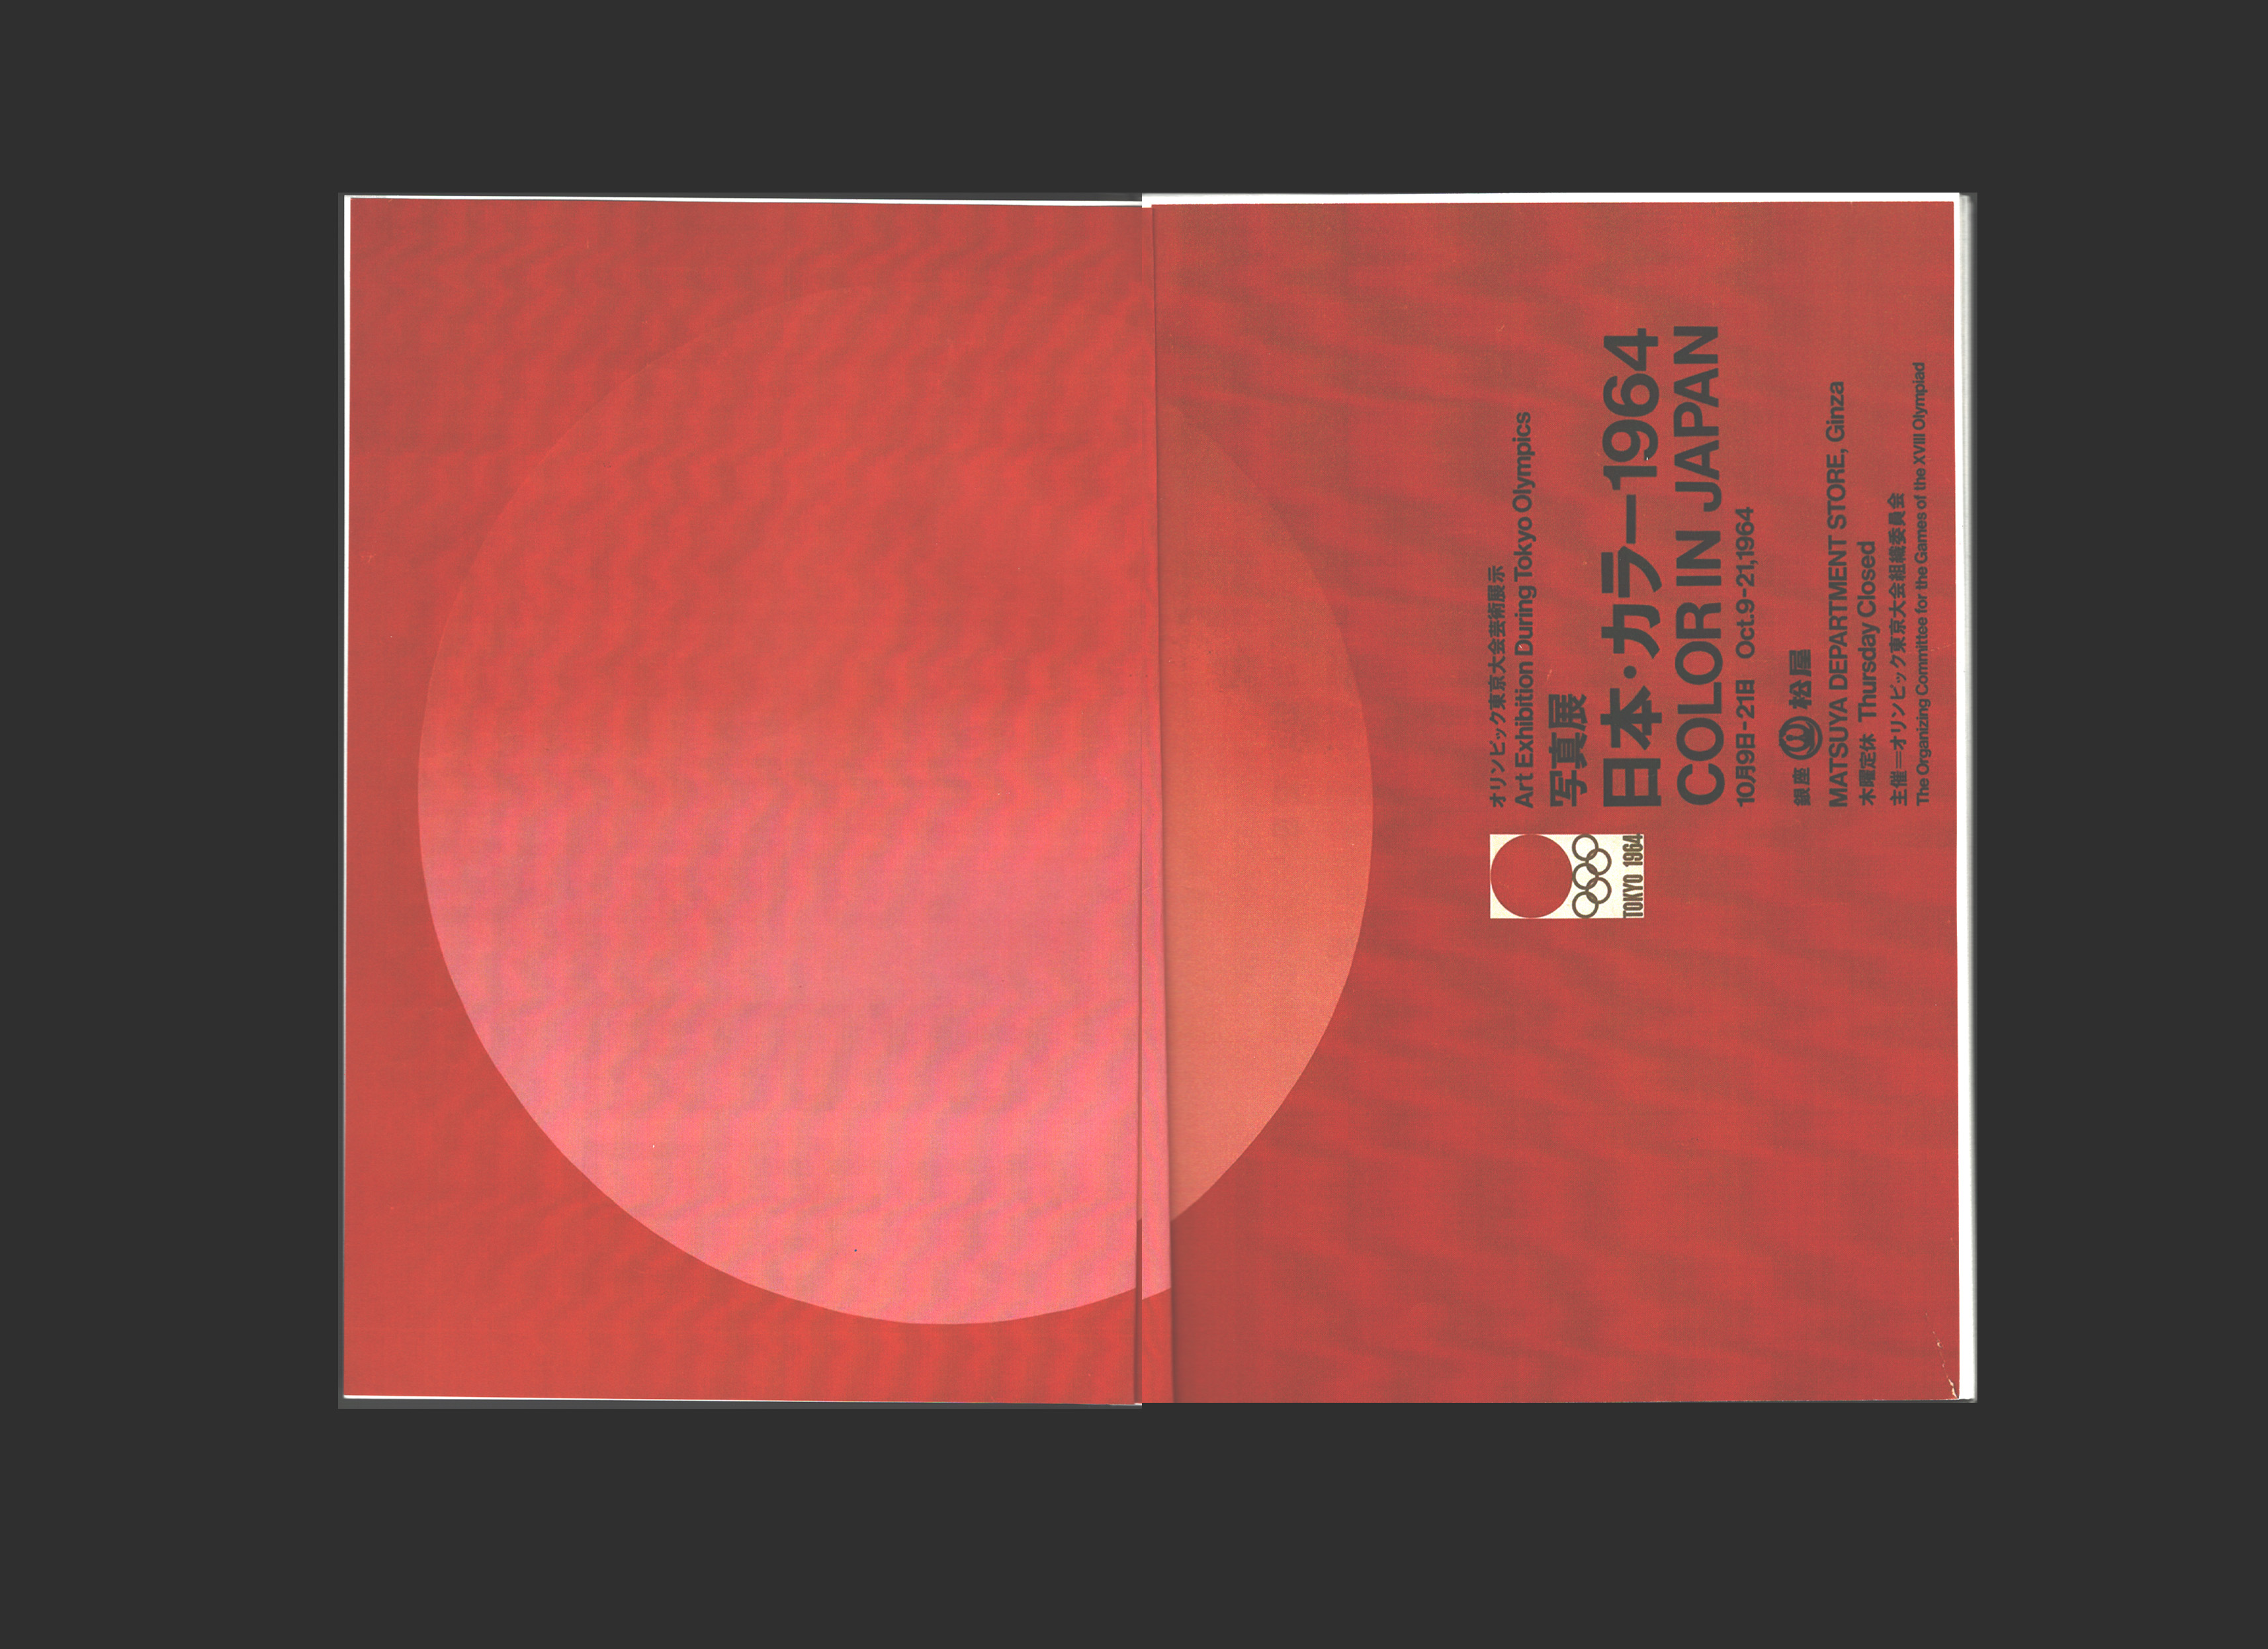 オリンピック東京大会芸術展示
Art Exhibition During Tokyo Olympics
写真展
日本・カラー1964
COLOR IN JAPAN
10月9日-21日 Oct.9-21,1964
銀座 松屋
MATSUYA DEPARTMENT STORE, Ginza
木曜定休 Thursday Closed
主催=オリンピック東京大会組織委員会
The Organizing Committee for the Games of the XVIII Olympiad
TOKYO 1964